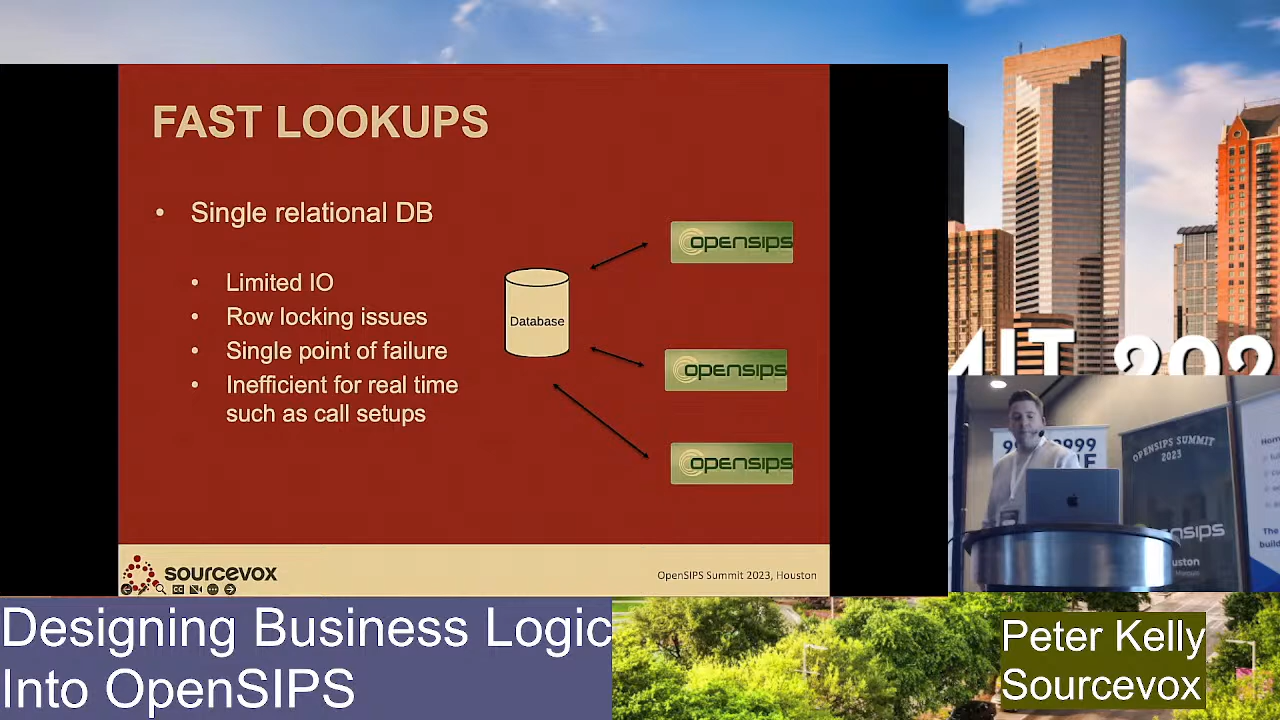 FAST LOOKUPS
• Single relational DB
• Limited IO
• Row locking issues
• Single point of failure
• Inefficient for real time
such as call setups
Database
opensips
opensips
opensips
sourcevox
OpenSIPS Summit 2023, Houston
MIT 202
OPENSIPS SUMMIT
2023
Designing Business Logic
Into OpenSIPS
Peter Kelly
Sourcevox